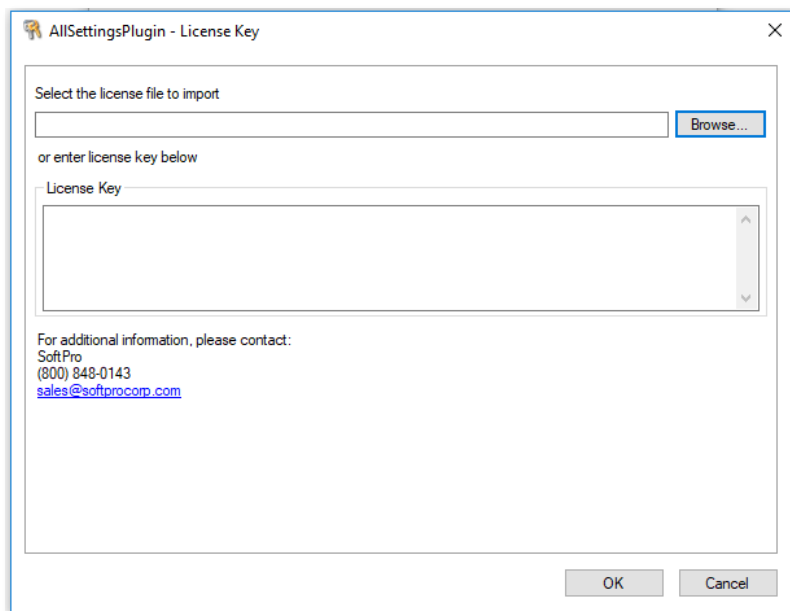 AllSettingsPlugin - License Key
Select the license file to import
Browse...
or enter license key below
License Key
For additional information, please contact:
SoftPro
(800) 848-0143
sales@softprocorp.com
OK
Cancel